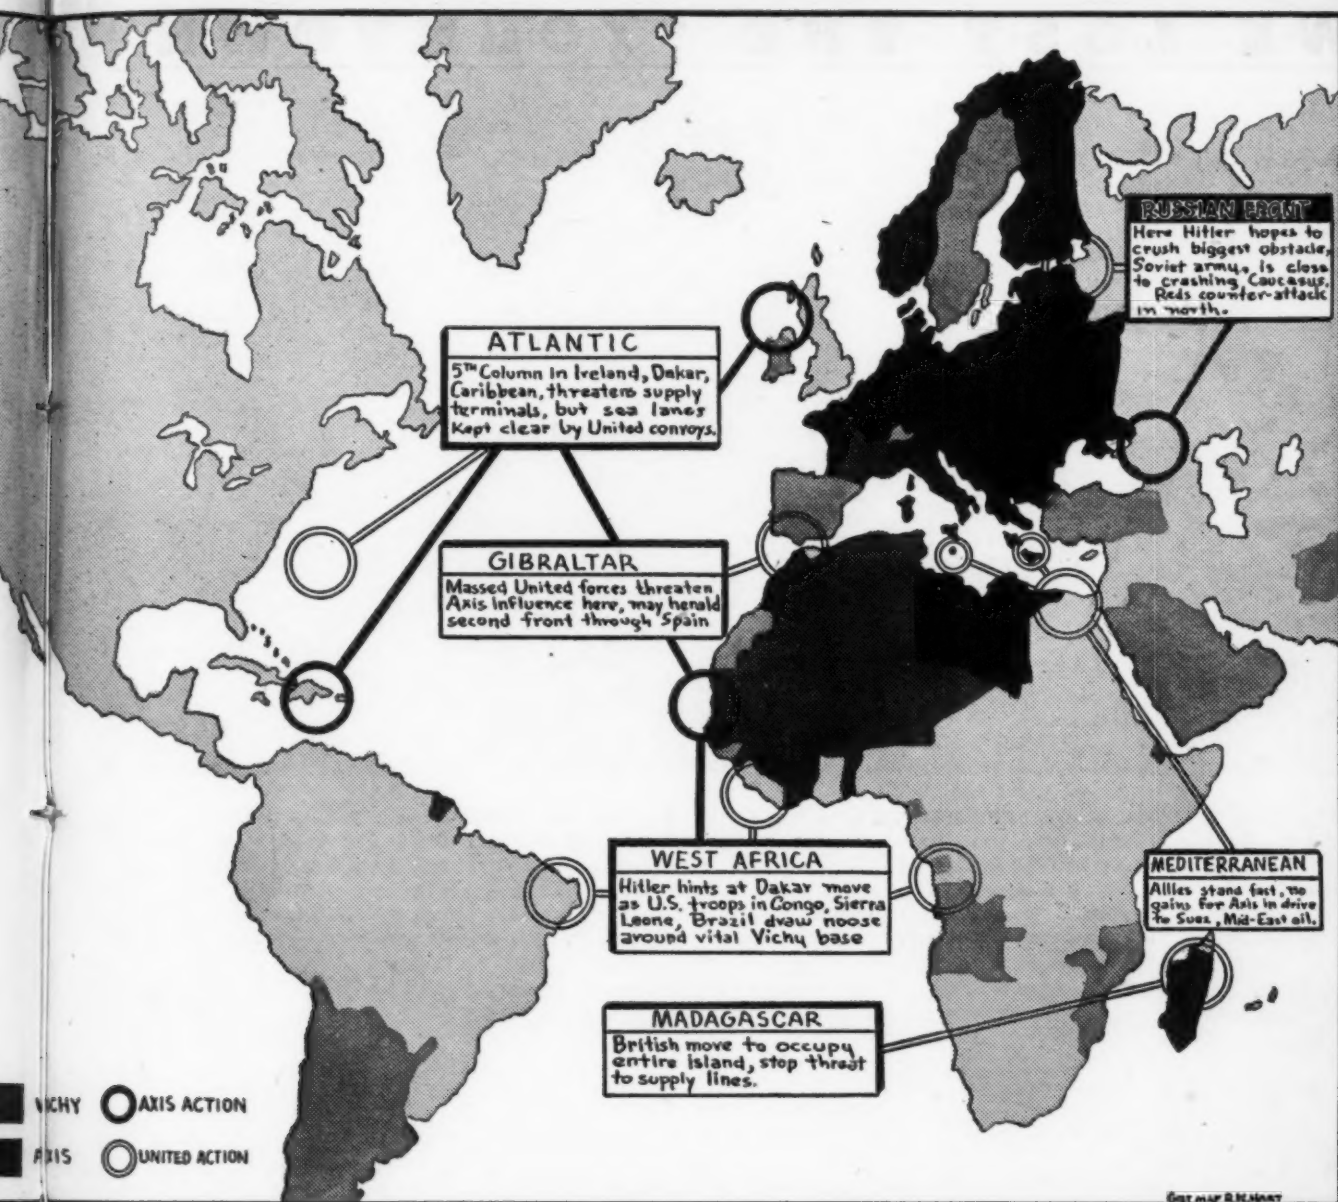 RUSSIAN FRONT
Here Hitler hopes to
crush biggest obstacle,
Soviet army, is close
to crashing Caucasus.
Reds counter-attack
in north.
ATLANTIC
5TH Column in Ireland, Dakar,
Caribbean, threatens supply
terminals, but sea lanes
Kept clear by United convoys.
GIBRALTAR
Massed United forces threaten
Axis influence here, may herald
second front through Spain
WEST AFRICA
Hitler hints at Dakar move
as U.S. troops in Congo, Sierra
Leone, Brazil draw noose
around vital Vichy base
MEDITERRANEAN
Allies stand fast, no
gains for Axis in drive
to Suez, Mid-East oil.
MADAGASCAR
British move to occupy
entire island, stop threat
to supply lines.
VICHY AXIS ACTION
AXIS UNITED ACTION
MAP